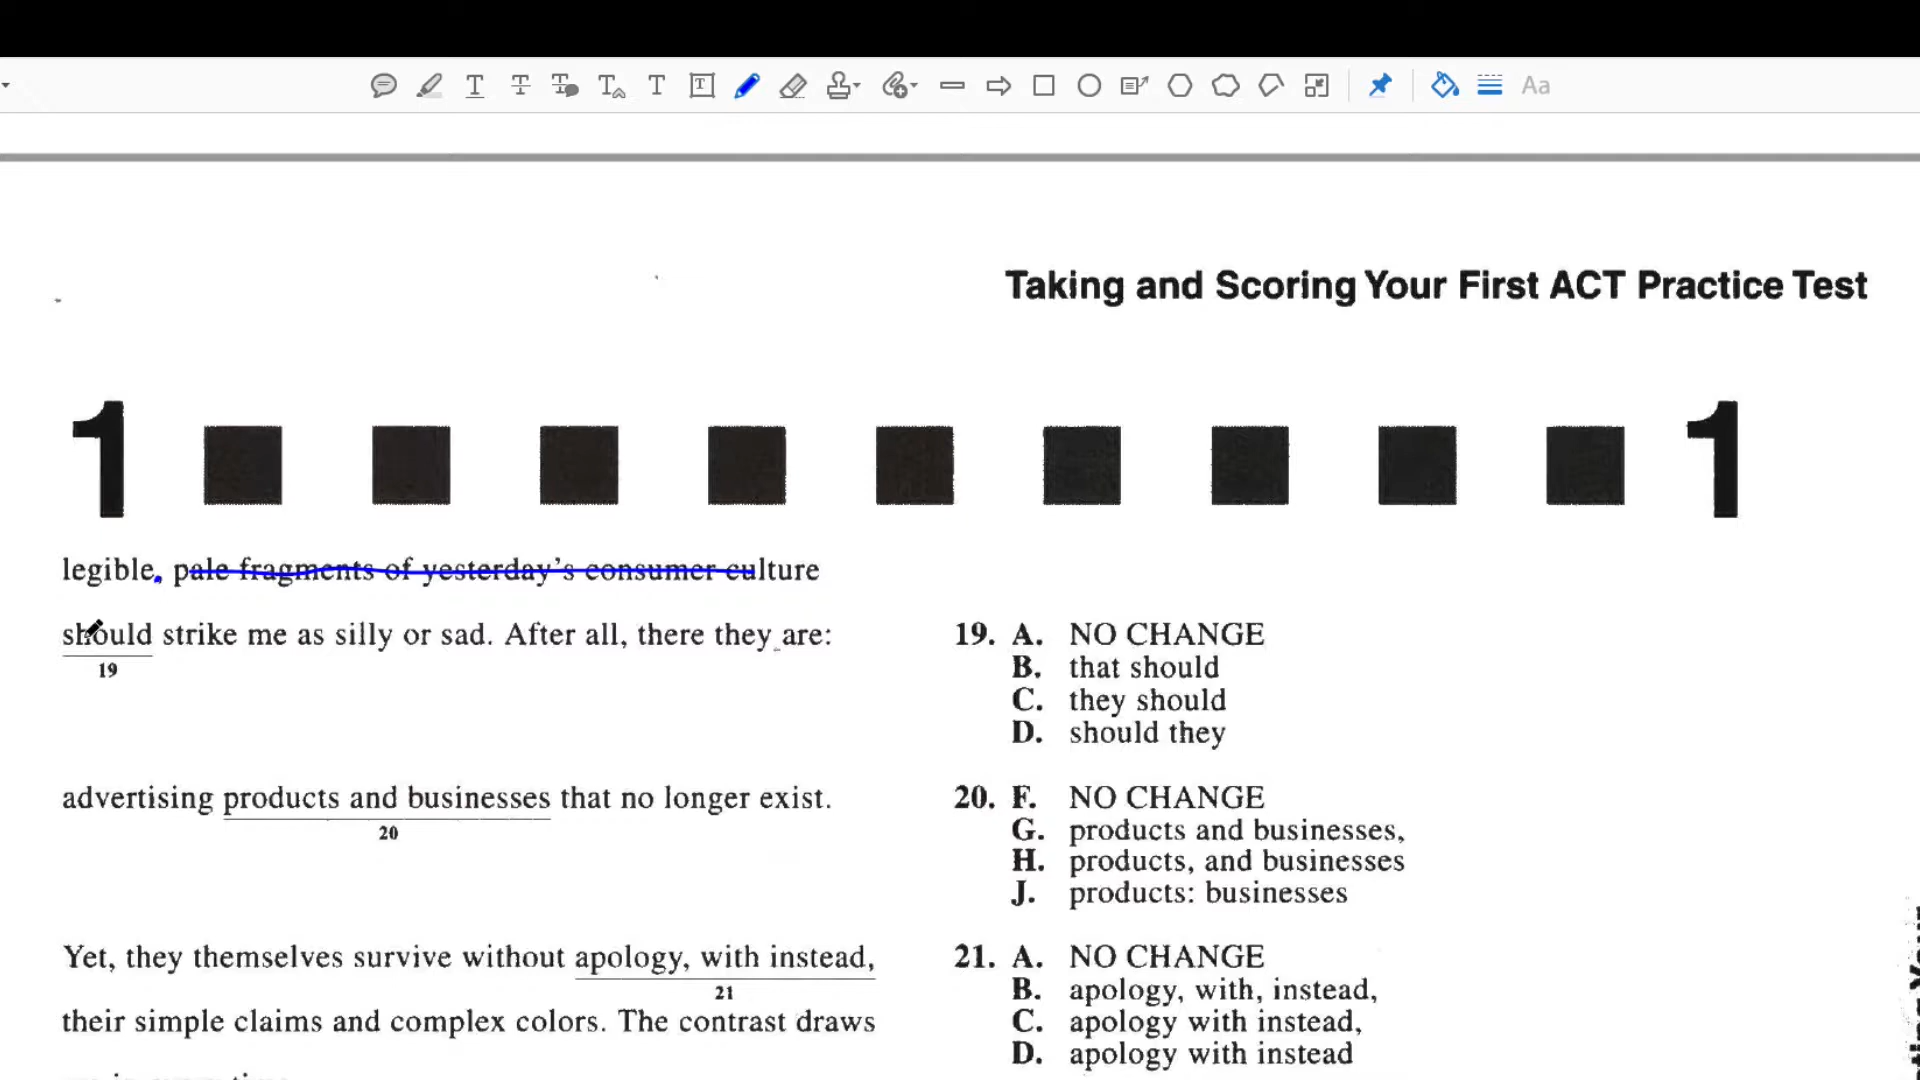 Aa
Taking and Scoring Your First ACT Practice Test
1 1
legible, pale fragments of yesterday's consumer culture
should strike me as silly or sad. After all, there they are:
19
19. A. NO CHANGE
B. that should
C. they should
D. should they
advertising products and businesses that no longer exist.
20
20. F. NO CHANGE
G. products and businesses,
H. products, and businesses
J. products: businesses
Yet, they themselves survive without apology, with instead,
21
their simple claims and complex colors. The contrast draws
21. A. NO CHANGE
B. apology, with, instead,
C. apology with instead,
D. apology with instead